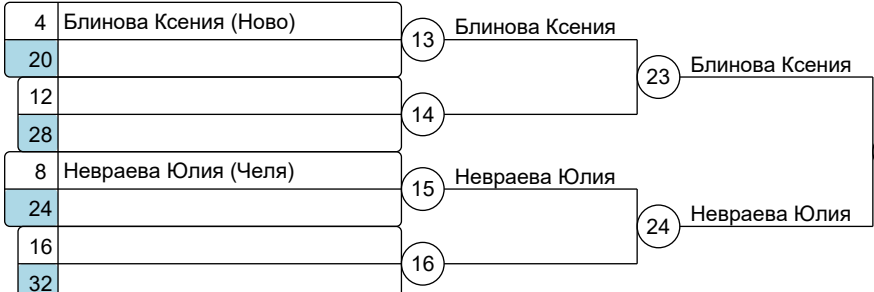 4 Блинова Ксения (Ново)
13 Блинова Ксения
20
23 Блинова Ксения
12
14
28
8 Невраева Юлия (Челя)
15 Невраева Юлия
24
24 Невраева Юлия
16
16
32